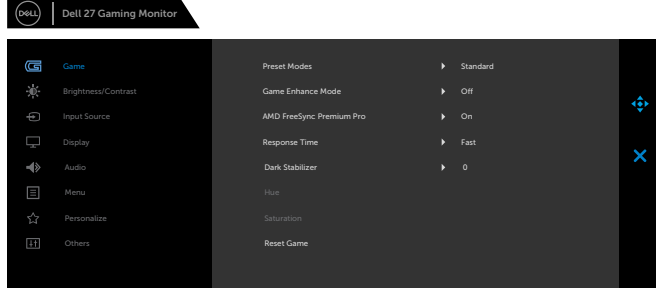 DELL
Dell 27 Gaming Monitor
Game
Preset Modes Standard
Brightness/Contrast
Game Enhance Mode Off
Input Source
AMD FreeSync Premium Pro On
Display
Response Time Fast
Audio
Dark Stabilizer 0
Menu
Hue
Personalize
Saturation
Others
Reset Game